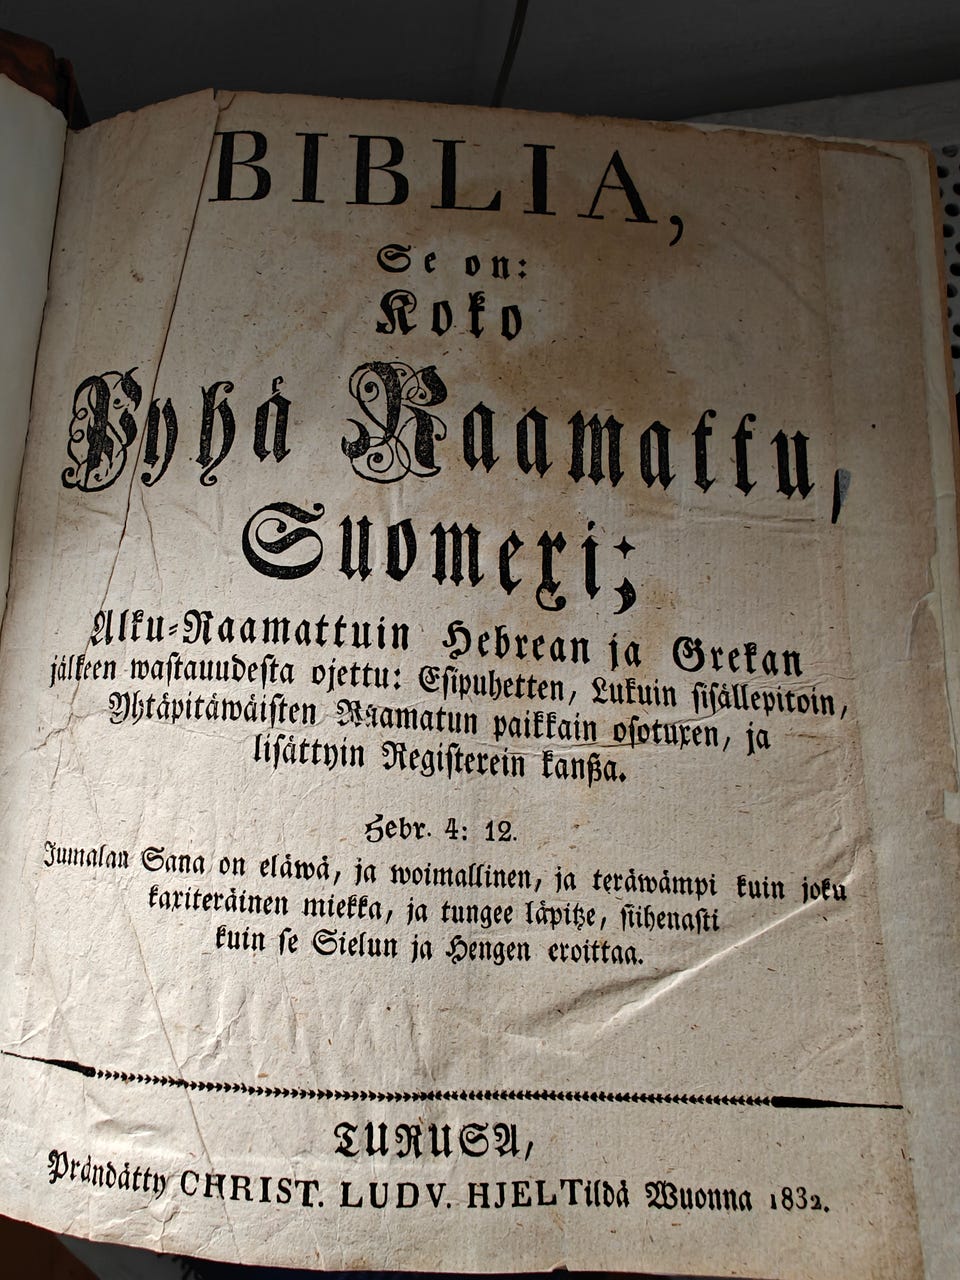 BIBLIA,
Se on:
Koko
Pyhä Raamattu,
Suomexi;
Alku-Raamattuin Hebrean ja Grekan
jälkeen wastauudesta ojettu: Esipuhetten, Lukuin sisällepitoin,
Yhtäpitäwäisten Raamatun paikkain osotuxen, ja
lisättyin Registerein kanßa.
Hebr. 4: 12.
Jumalan Sana on eläwä, ja woimallinen, ja teräwämpi kuin joku
kaxiteräinen miekka, ja tungee läpitze, siihenasti
kuin se Sielun ja Hengen eroittaa.
TURUSA,
Prändätty CHRIST. LUDV. HJELTildä Wuonna 1832.